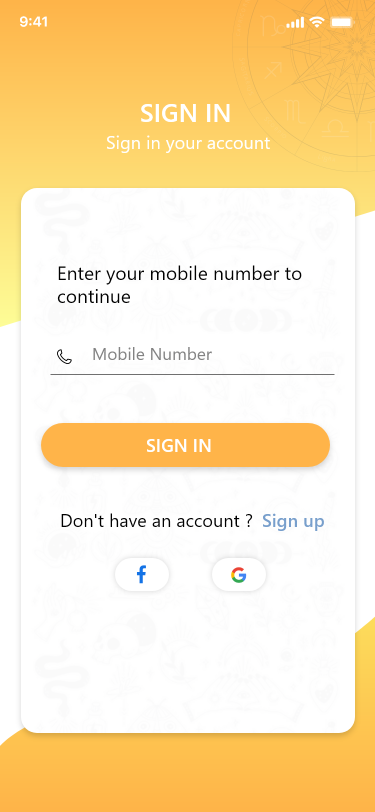 9:41
SIGN IN
Sign in your account
Enter your mobile number to
continue
Mobile Number
SIGN IN
Don't have an account ? Sign up